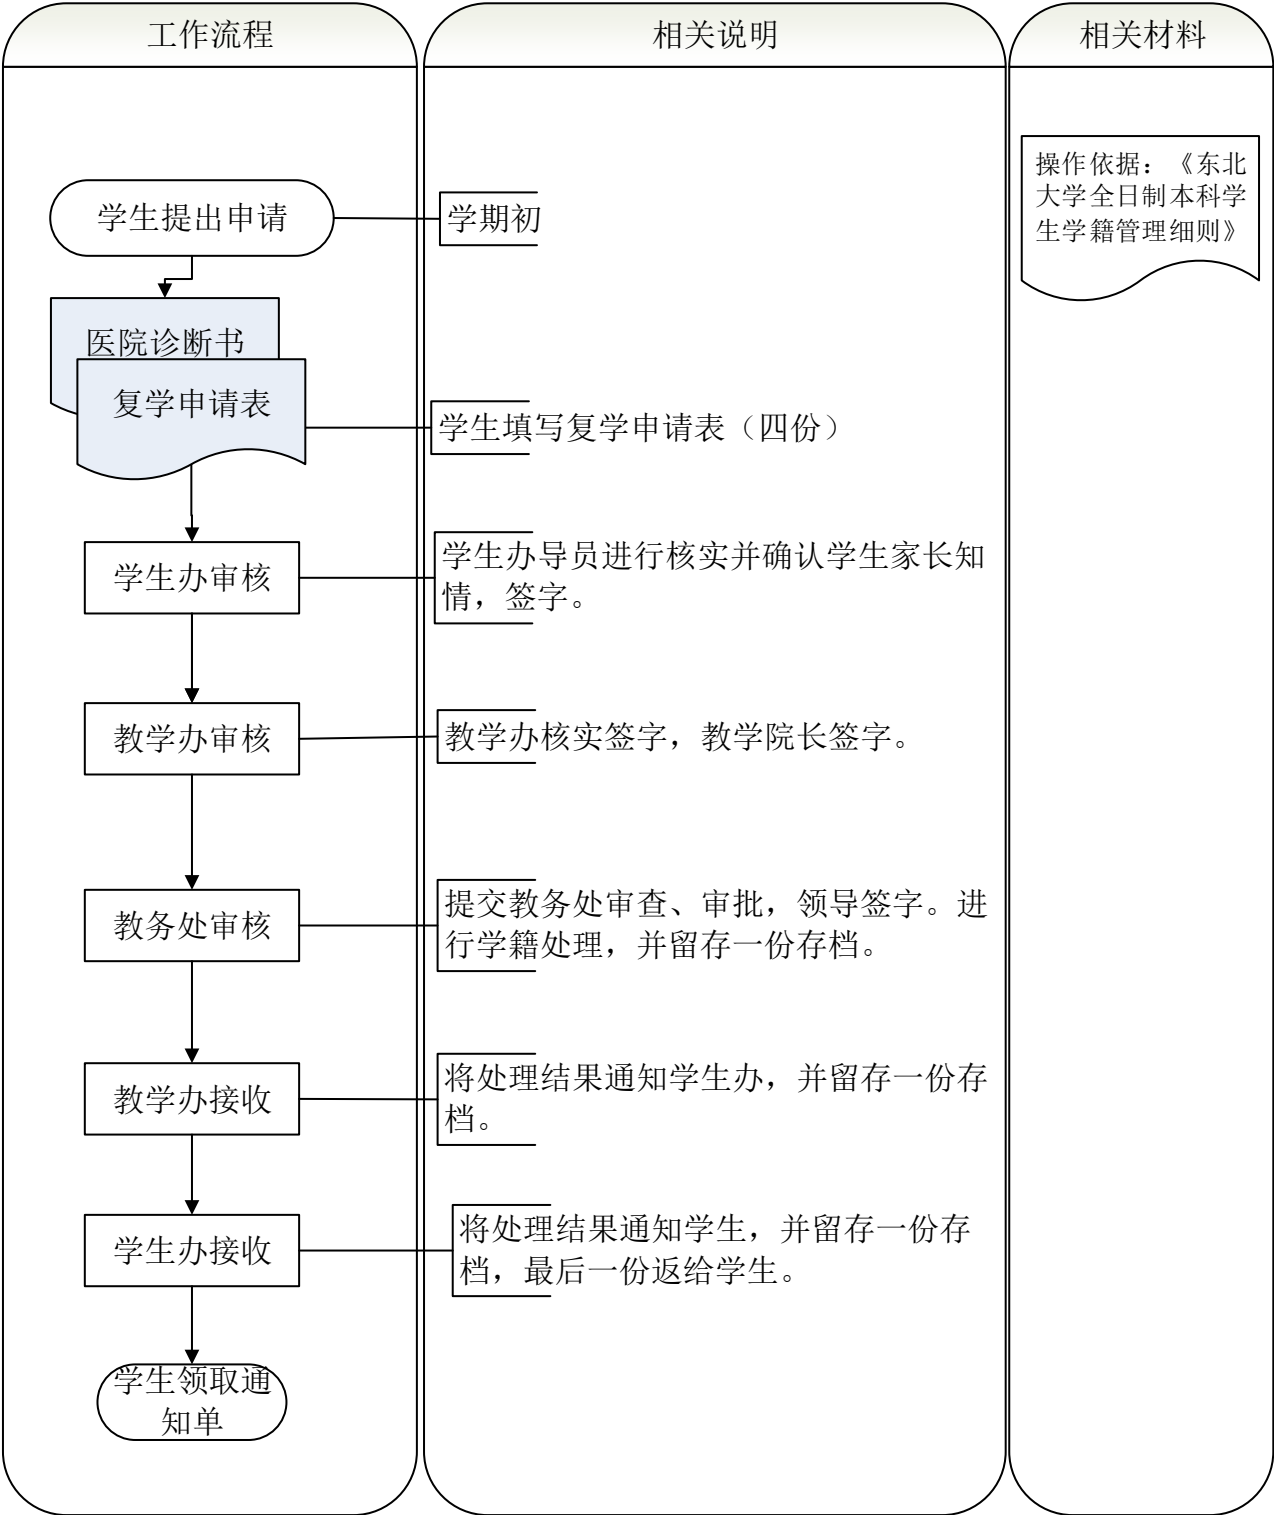 工作流程
相关说明
相关材料
操作依据：《东北
大学全日制本科学
生学籍管理细则》
学生提出申请
学期初
医院诊断书
复学申请表
学生填写复学申请表（四份）
学生办审核
学生办导员进行核实并确认学生家长知
情，签字。
教学办审核
教学办核实签字，教学院长签字。
教务处审核
提交教务处审查、审批，领导签字。进
行学籍处理，并留存一份存档。
教学办接收
将处理结果通知学生办，并留存一份存
档。
学生办接收
将处理结果通知学生，并留存一份存
档，最后一份返给学生。
学生领取通
知单